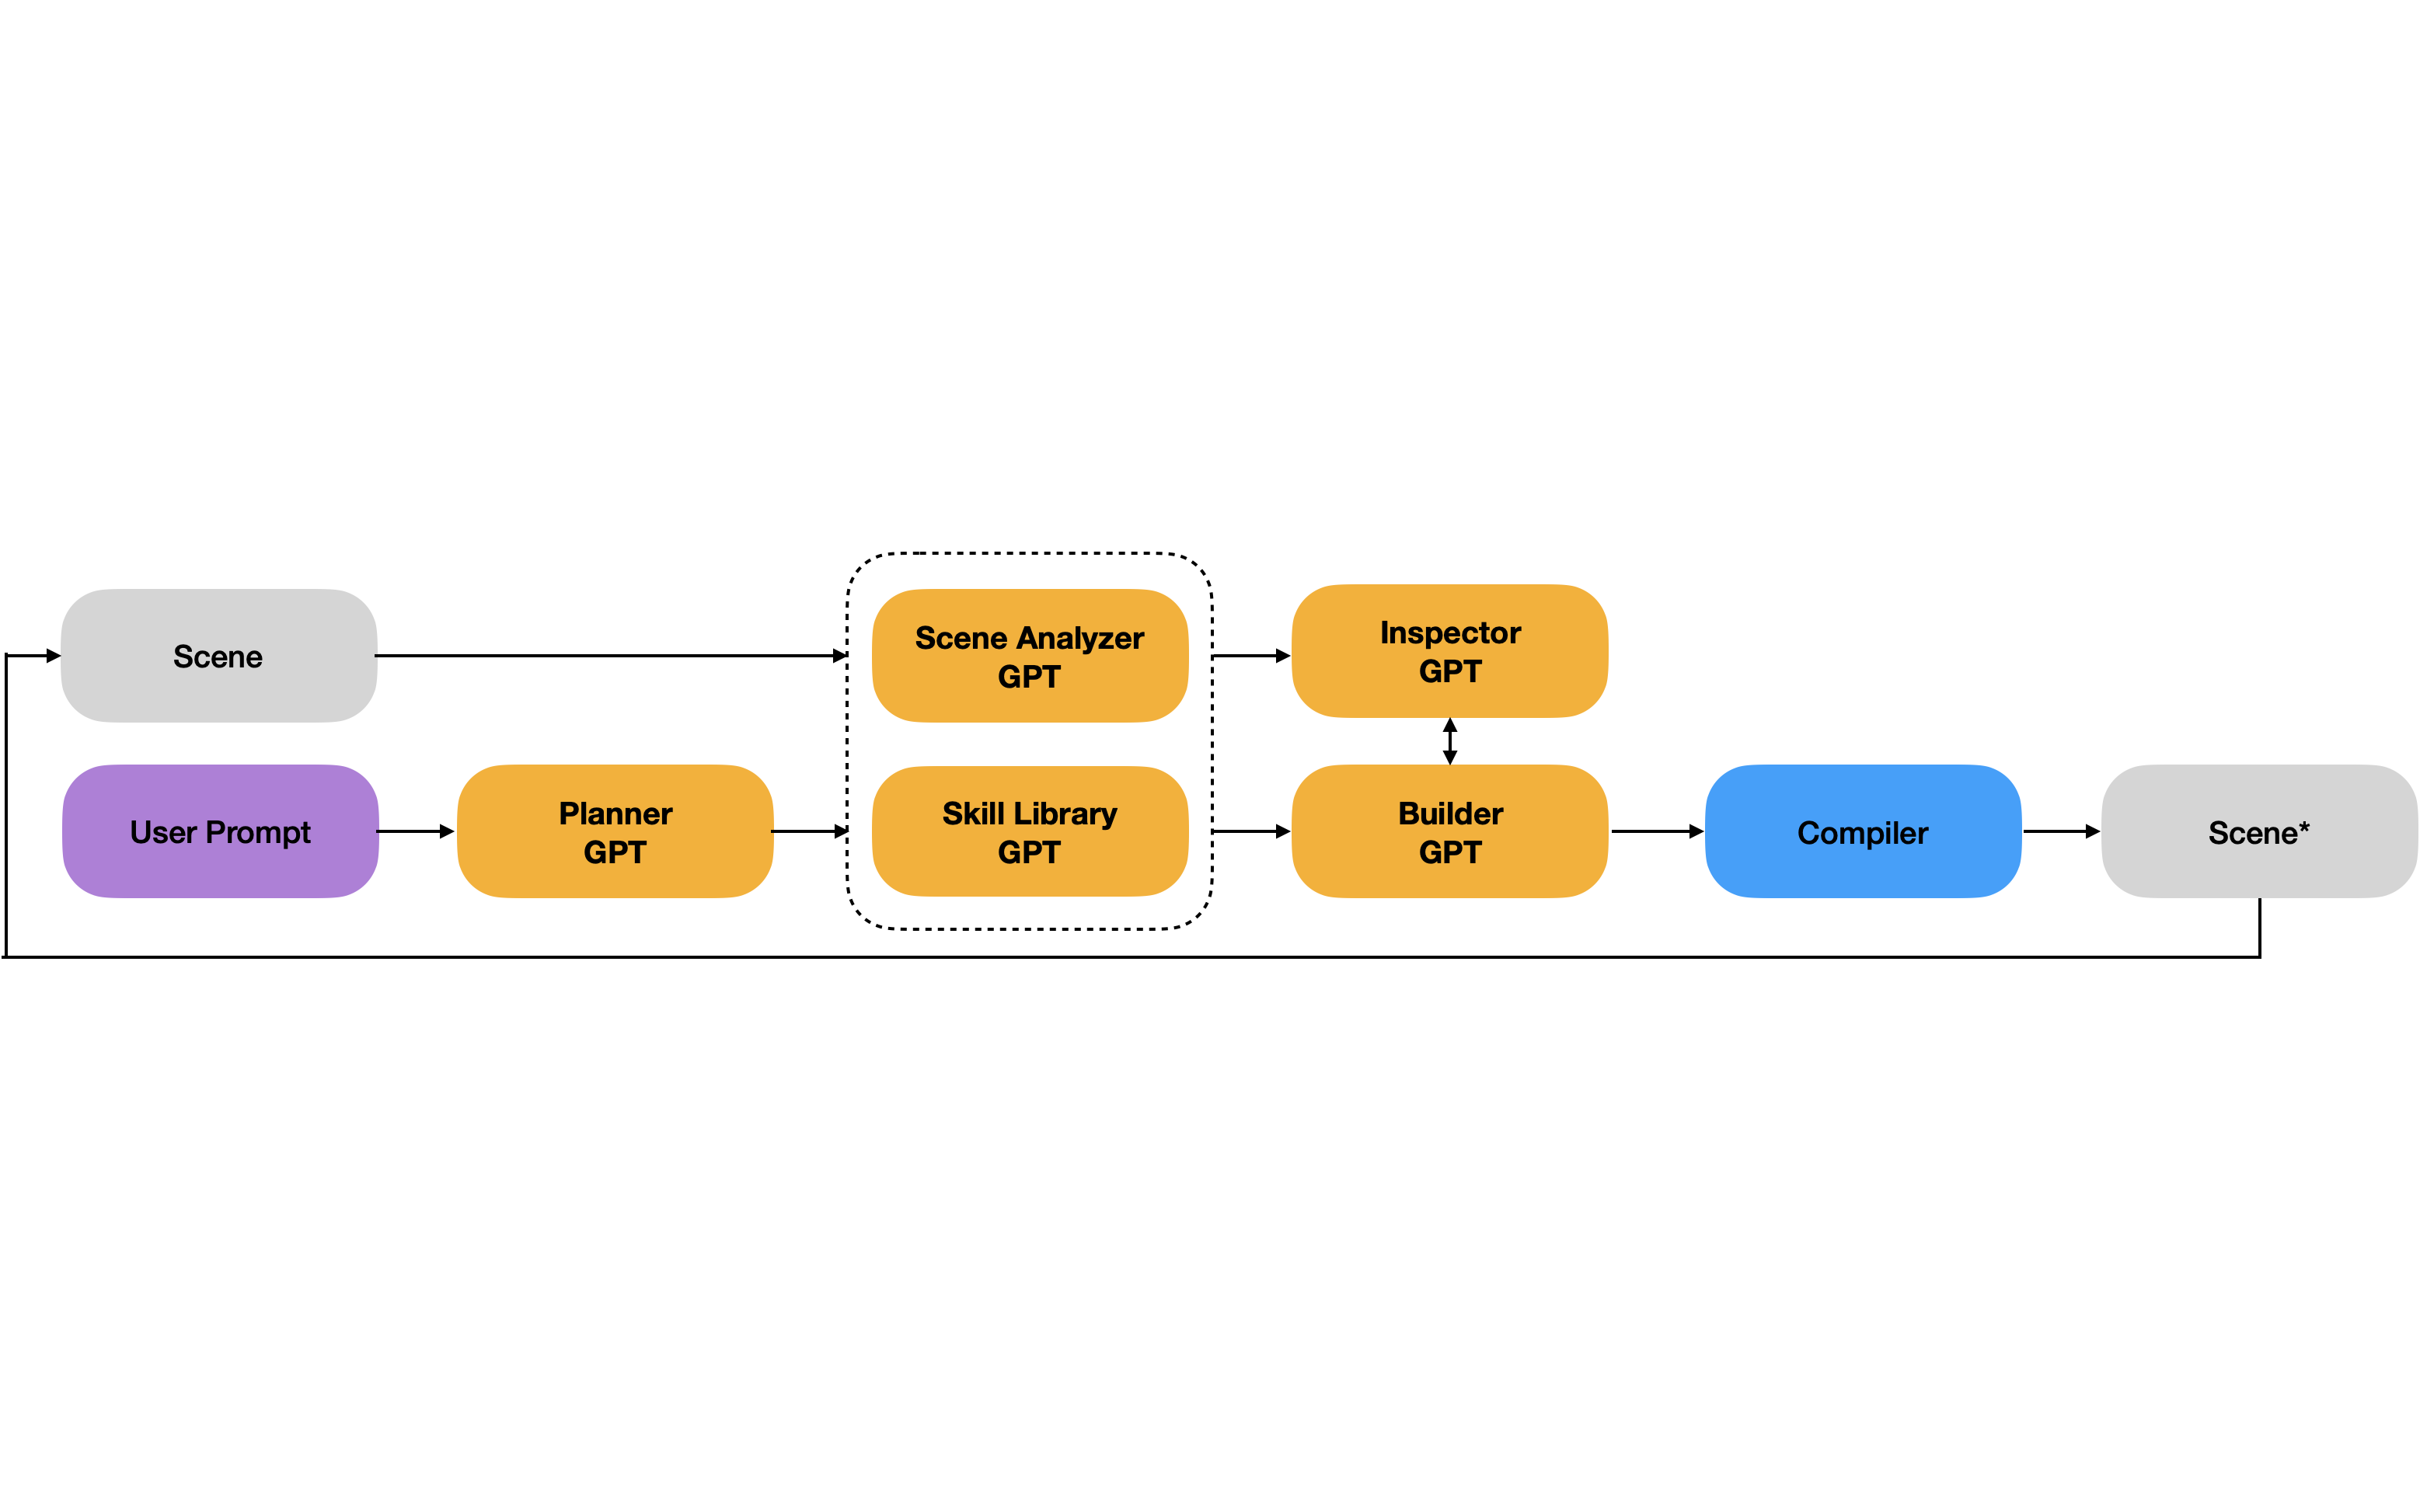 Scene
Scene Analyzer
GPT
Inspector
GPT
User Prompt
Planner
GPT
Skill Library
GPT
Builder
GPT
Compiler
Scene*